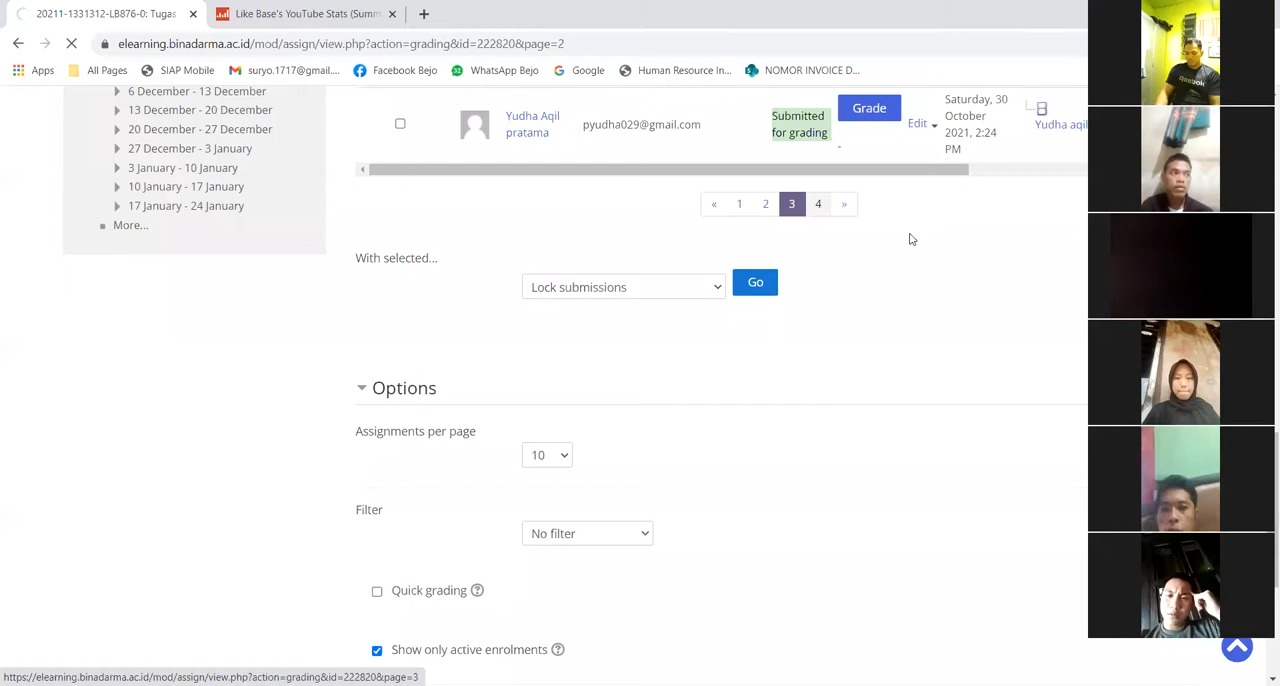 20211-1331312-LB876-0: Tugas
Like Base's YouTube Stats (Summ
elearning.binadarma.ac.id/mod/assign/view.php?action=grading&id=222820&page=2
Apps
All Pages
SIAP Mobile
suryo.1717@gmail....
Facebook Bejo
WhatsApp Bejo
Google
Human Resource In...
NOMOR INVOICE D...
6 December - 13 December
13 December - 20 December
20 December - 27 December
27 December - 3 January
3 January - 10 January
10 January - 17 January
17 January - 24 January
More...
Yudha Aqil
pratama
pyudha029@gmail.com
Submitted
for grading
Grade
-
Edit
Saturday, 30
October
2021, 2:24
PM
Yudha aqil
« 1 2 3 4 »
With selected...
Lock submissions
Go
Options
Assignments per page
10
Filter
No filter
Quick grading
Show only active enrolments
https://elearning.binadarma.ac.id/mod/assign/view.php?action=grading&id=222820&page=3
Reebok